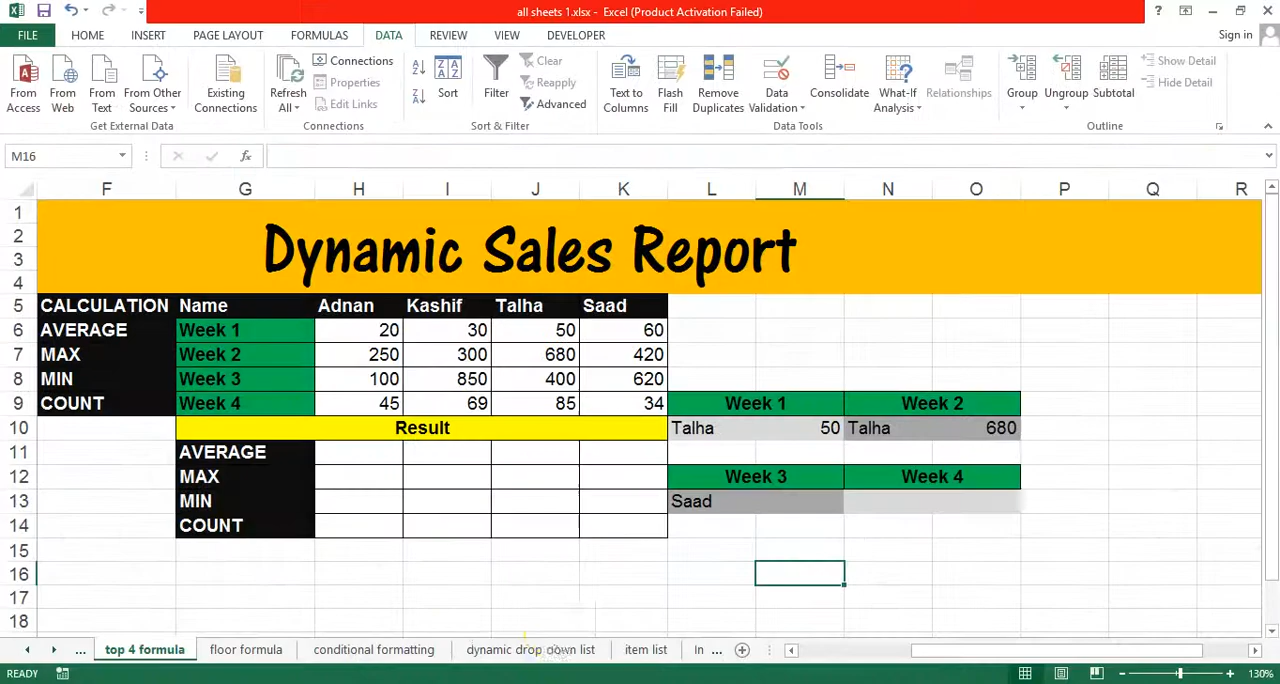 all sheets 1.xlsx - Excel (Product Activation Failed)
FILE HOME INSERT PAGE LAYOUT FORMULAS DATA REVIEW VIEW DEVELOPER Sign in
From Access From Web From Text From Other Sources Existing Connections Refresh All Connections Properties Edit Links Sort Filter Clear Reapply Advanced Text to Columns Flash Fill Remove Duplicates Data Validation Consolidate What-If Analysis Relationships Group Ungroup Subtotal Show Detail Hide Detail
Get External Data Connections Sort & Filter Data Tools Outline
M16 fx
F G H I J K L M N O P Q R
1
2 Dynamic Sales Report
3
4
5 CALCULATION Name Adnan Kashif Talha Saad
6 AVERAGE Week 1 20 30 50 60
7 MAX Week 2 250 300 680 420
8 MIN Week 3 100 850 400 620
9 COUNT Week 4 45 69 85 34 Week 1 Week 2
10 Result Talha 50 Talha 680
11 AVERAGE
12 MAX Week 3 Week 4
13 MIN Saad
14 COUNT
15
16
17
18
... top 4 formula floor formula conditional formatting dynamic drop down list item list In ...
READY 130%